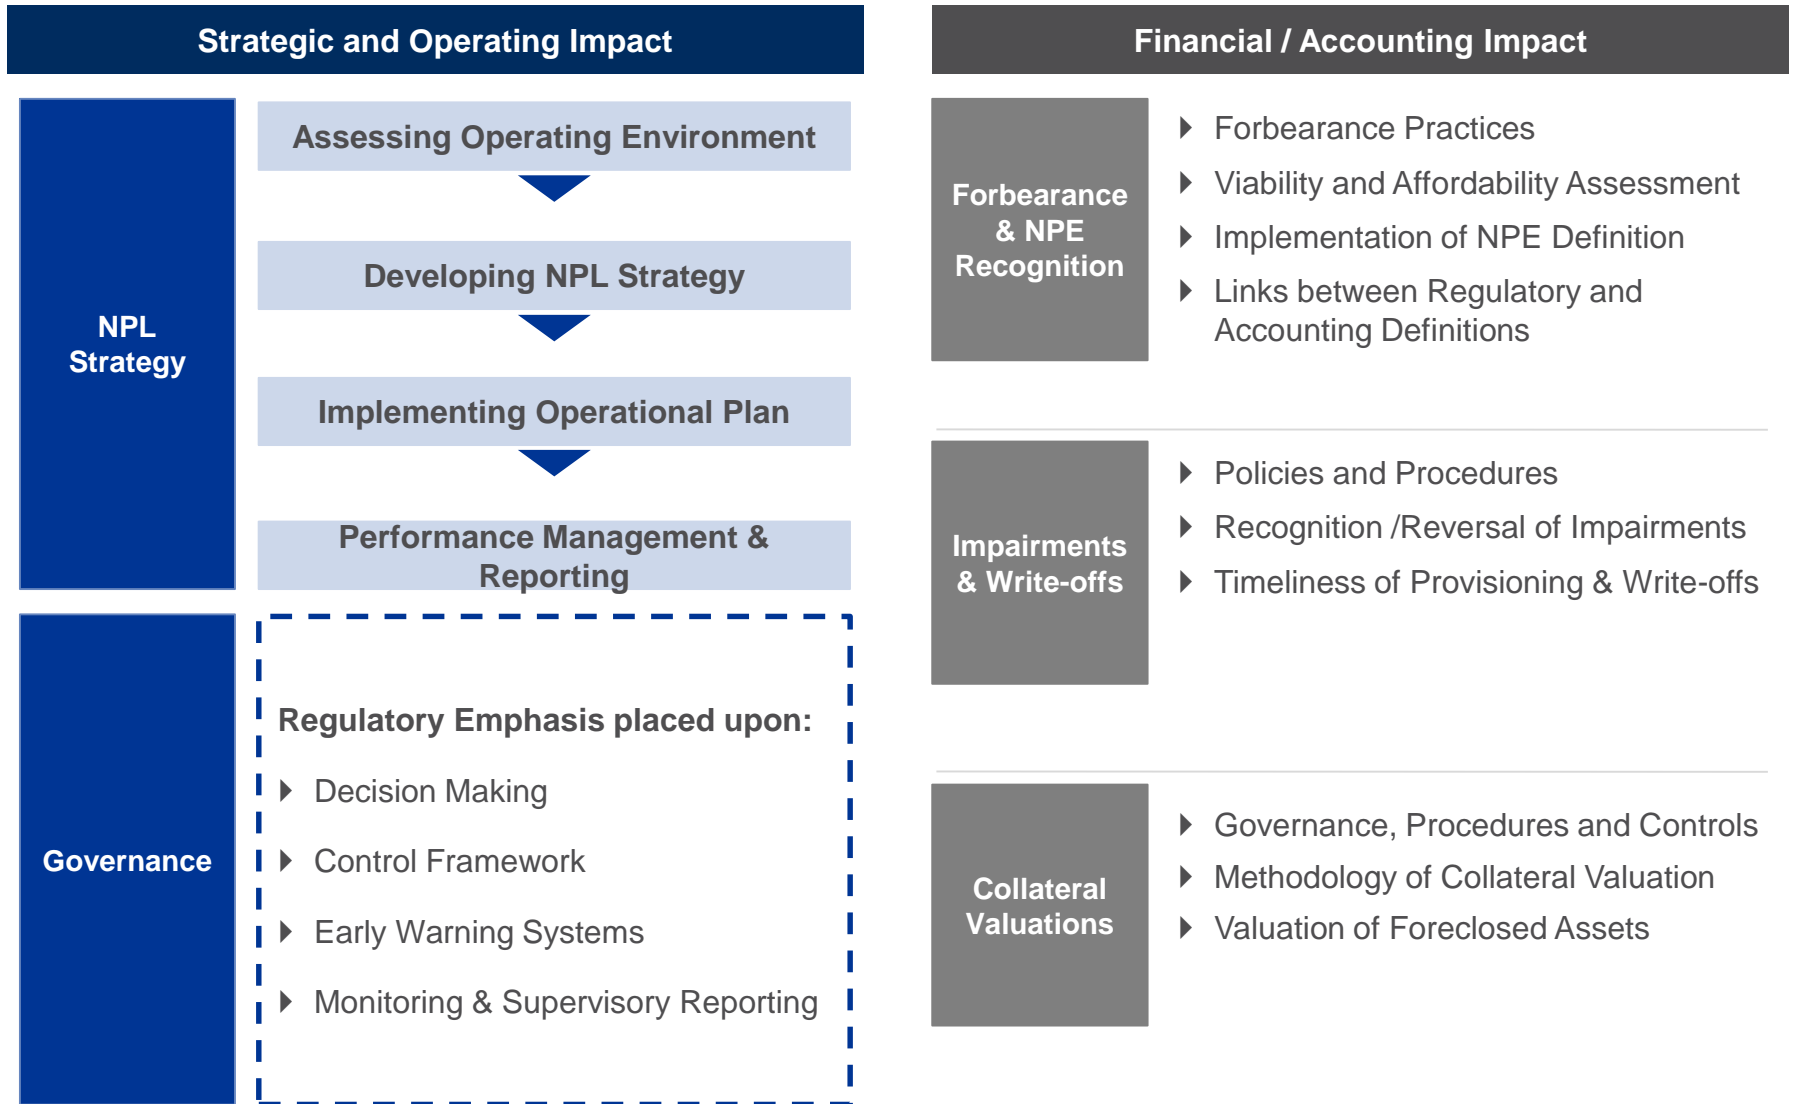 Strategic and Operating Impact
NPL
Strategy
Assessing Operating Environment
Developing NPL Strategy
Implementing Operational Plan
Performance Management &
Reporting
Governance
Regulatory Emphasis placed upon:
Decision Making
Control Framework
Early Warning Systems
Monitoring & Supervisory Reporting
Financial / Accounting Impact
Forbearance
& NPE
Recognition
Forbearance Practices
Viability and Affordability Assessment
Implementation of NPE Definition
Links between Regulatory and
Accounting Definitions
Impairments
& Write-offs
Policies and Procedures
Recognition /Reversal of Impairments
Timeliness of Provisioning & Write-offs
Collateral
Valuations
Governance, Procedures and Controls
Methodology of Collateral Valuation
Valuation of Foreclosed Assets